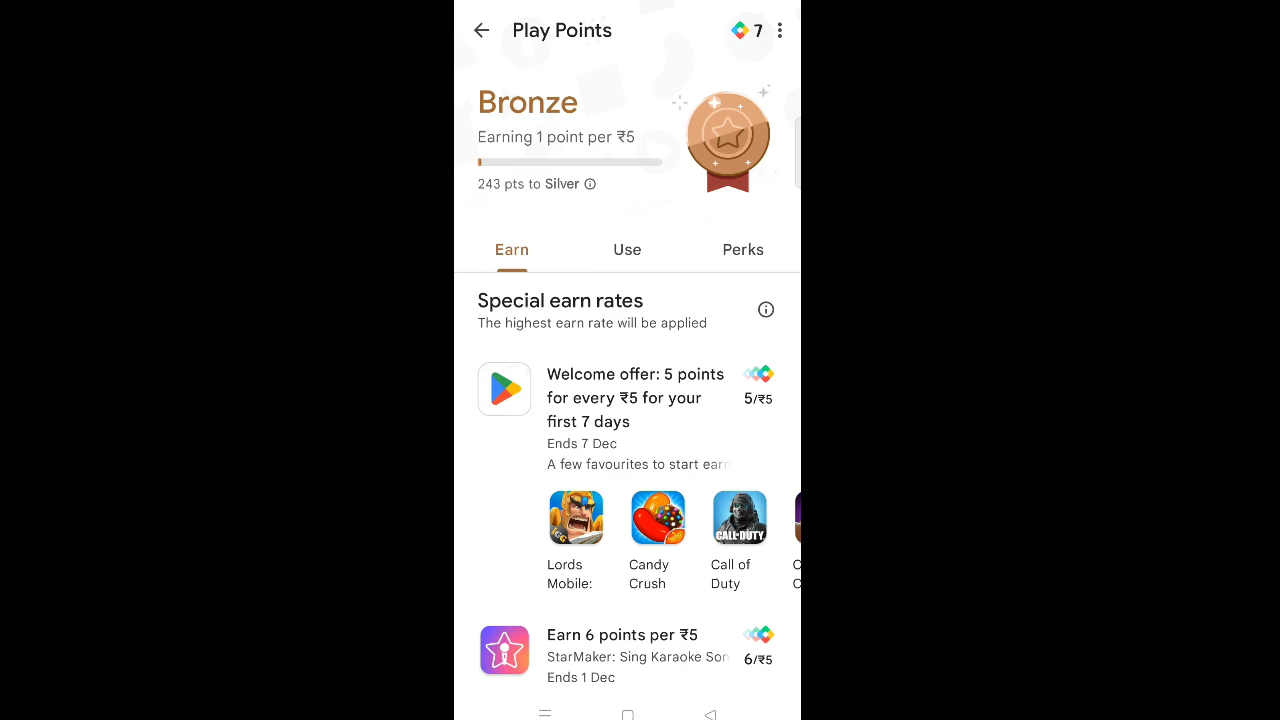 Play Points
7
Bronze
Earning 1 point per ₹5
243 pts to Silver
Earn
Use
Perks
Special earn rates
The highest earn rate will be applied
Welcome offer: 5 points
for every ₹5 for your
first 7 days
5/₹5
Ends 7 Dec
A few favourites to start earn
IGG
CALL·DUTY
Lords
Mobile:
Candy
Crush
Call of
Duty
C
C
Earn 6 points per ₹5
StarMaker: Sing Karaoke Son
6/₹5
Ends 1 Dec